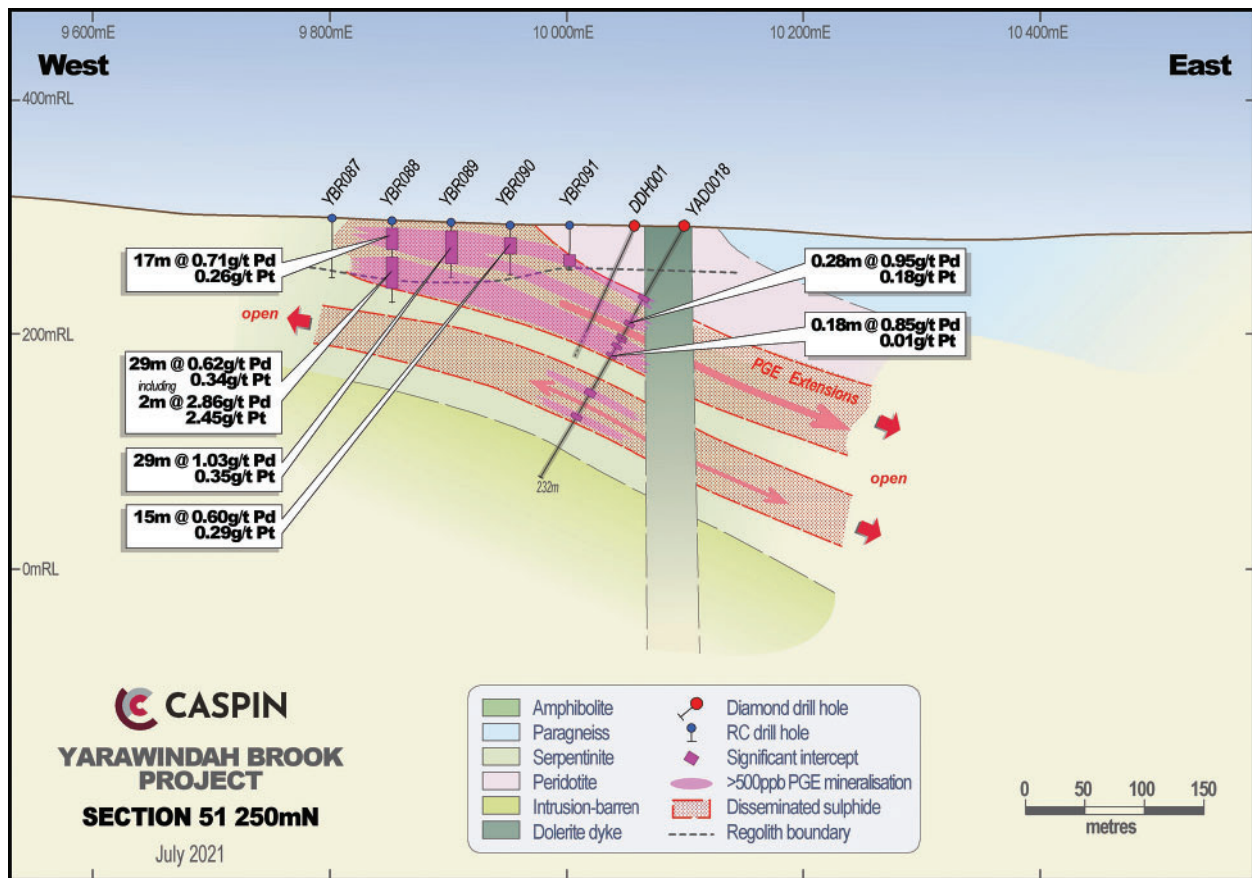 9 600mE
9 800mE
10 000mE
10 200mE
10 400mE
West
East
400mRL
YBR087
YBR088
YBR089
YBR090
YBR091
DDH001
YAD0018
17m @ 0.71g/t Pd
0.26g/t Pt
0.28m @ 0.95g/t Pd
0.18g/t Pt
open
200mRL
0.18m @ 0.85g/t Pd
0.01g/t Pt
29m @ 0.62g/t Pd
0.34g/t Pt
including
2m @ 2.86g/t Pd
2.45g/t Pt
PGE Extensions
29m @ 1.03g/t Pd
0.35g/t Pt
open
232m
15m @ 0.60g/t Pd
0.29g/t Pt
0mRL
CASPIN
YARAWINDAH BROOK
PROJECT
SECTION 51 250mN
July 2021
Amphibolite
Paragneiss
Serpentinite
Peridotite
Intrusion-barren
Dolerite dyke
Diamond drill hole
RC drill hole
Significant intercept
>500ppb PGE mineralisation
Disseminated sulphide
Regolith boundary
0 50 100 150
metres